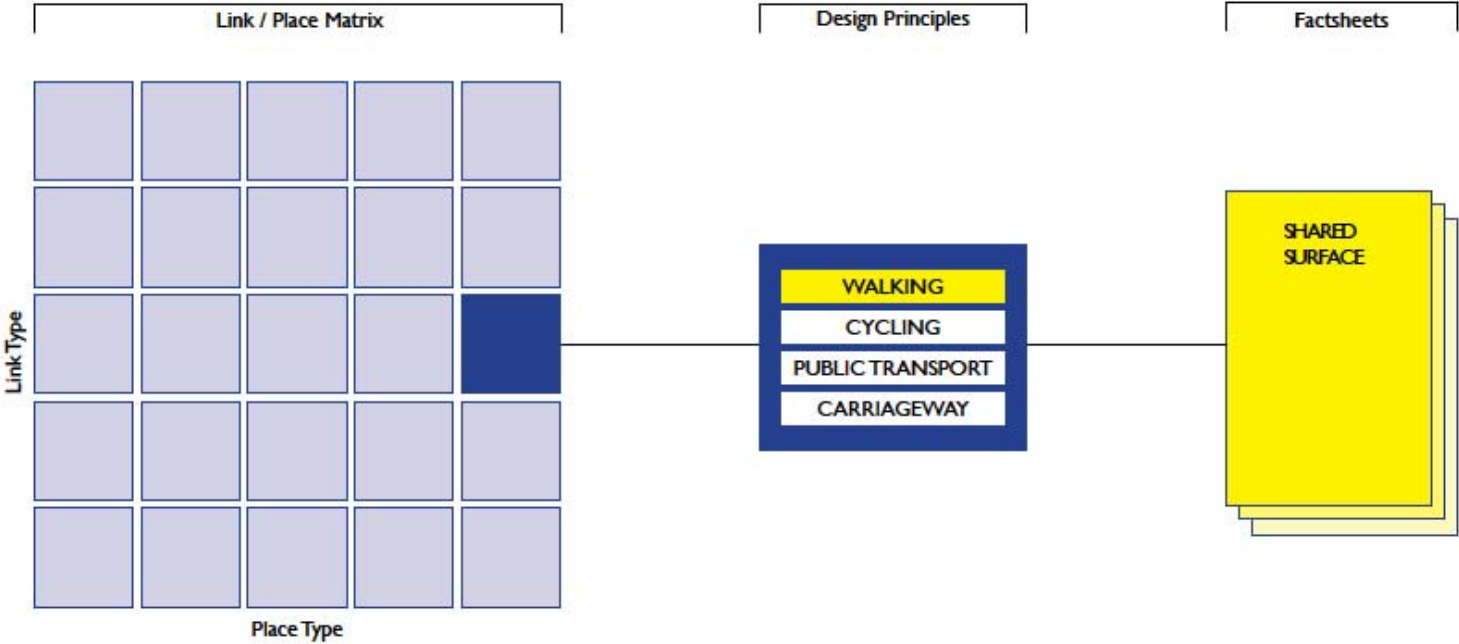 Link / Place Matrix
Design Principles
Factsheets
Link Type
Place Type
WALKING
CYCLING
PUBLIC TRANSPORT
CARRIAGEWAY
SHARED
SURFACE